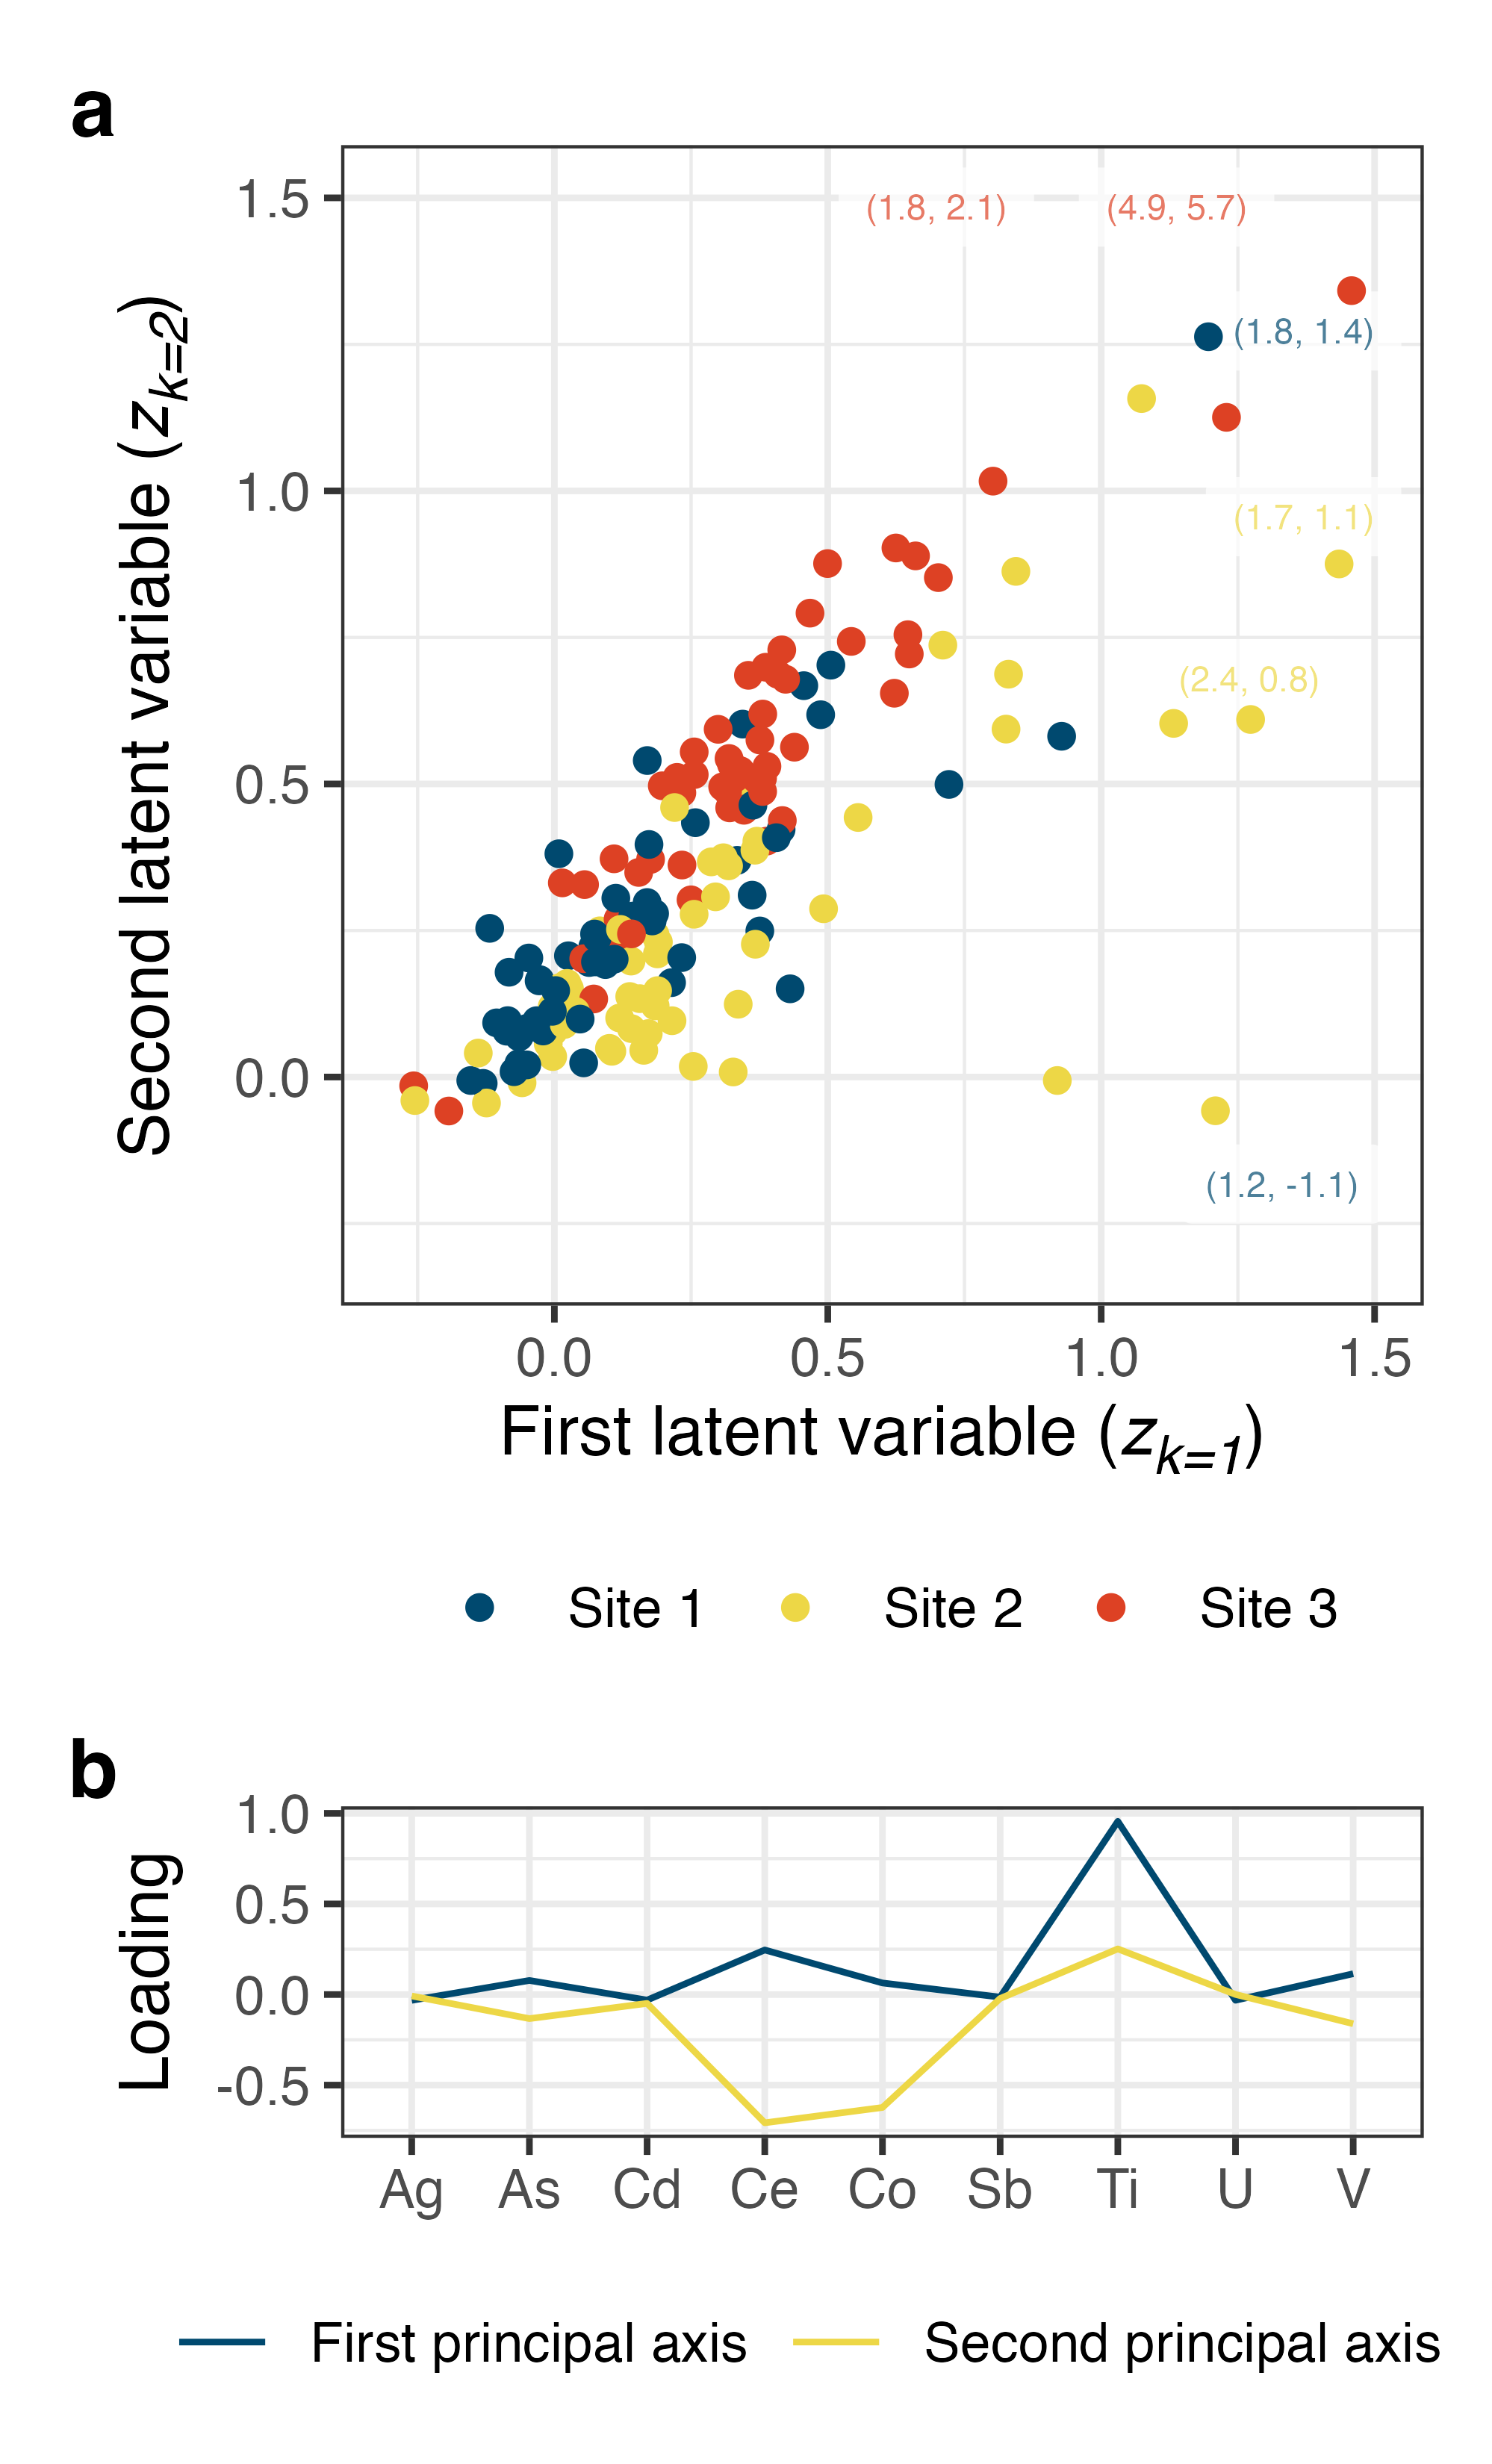 a
1.5
1.0
0.5
0.0
Second latent variable (zk=2)
(1.8, 2.1)
(4.9, 5.7)
(1.8, 1.4)
(1.7, 1.1)
(2.4, 0.8)
(1.2, -1.1)
0.0 0.5 1.0 1.5
First latent variable (zk=1)
Site 1 Site 2 Site 3
b
1.0
0.5
0.0
-0.5
Loading
Ag As Cd Ce Co Sb Ti U V
First principal axis Second principal axis